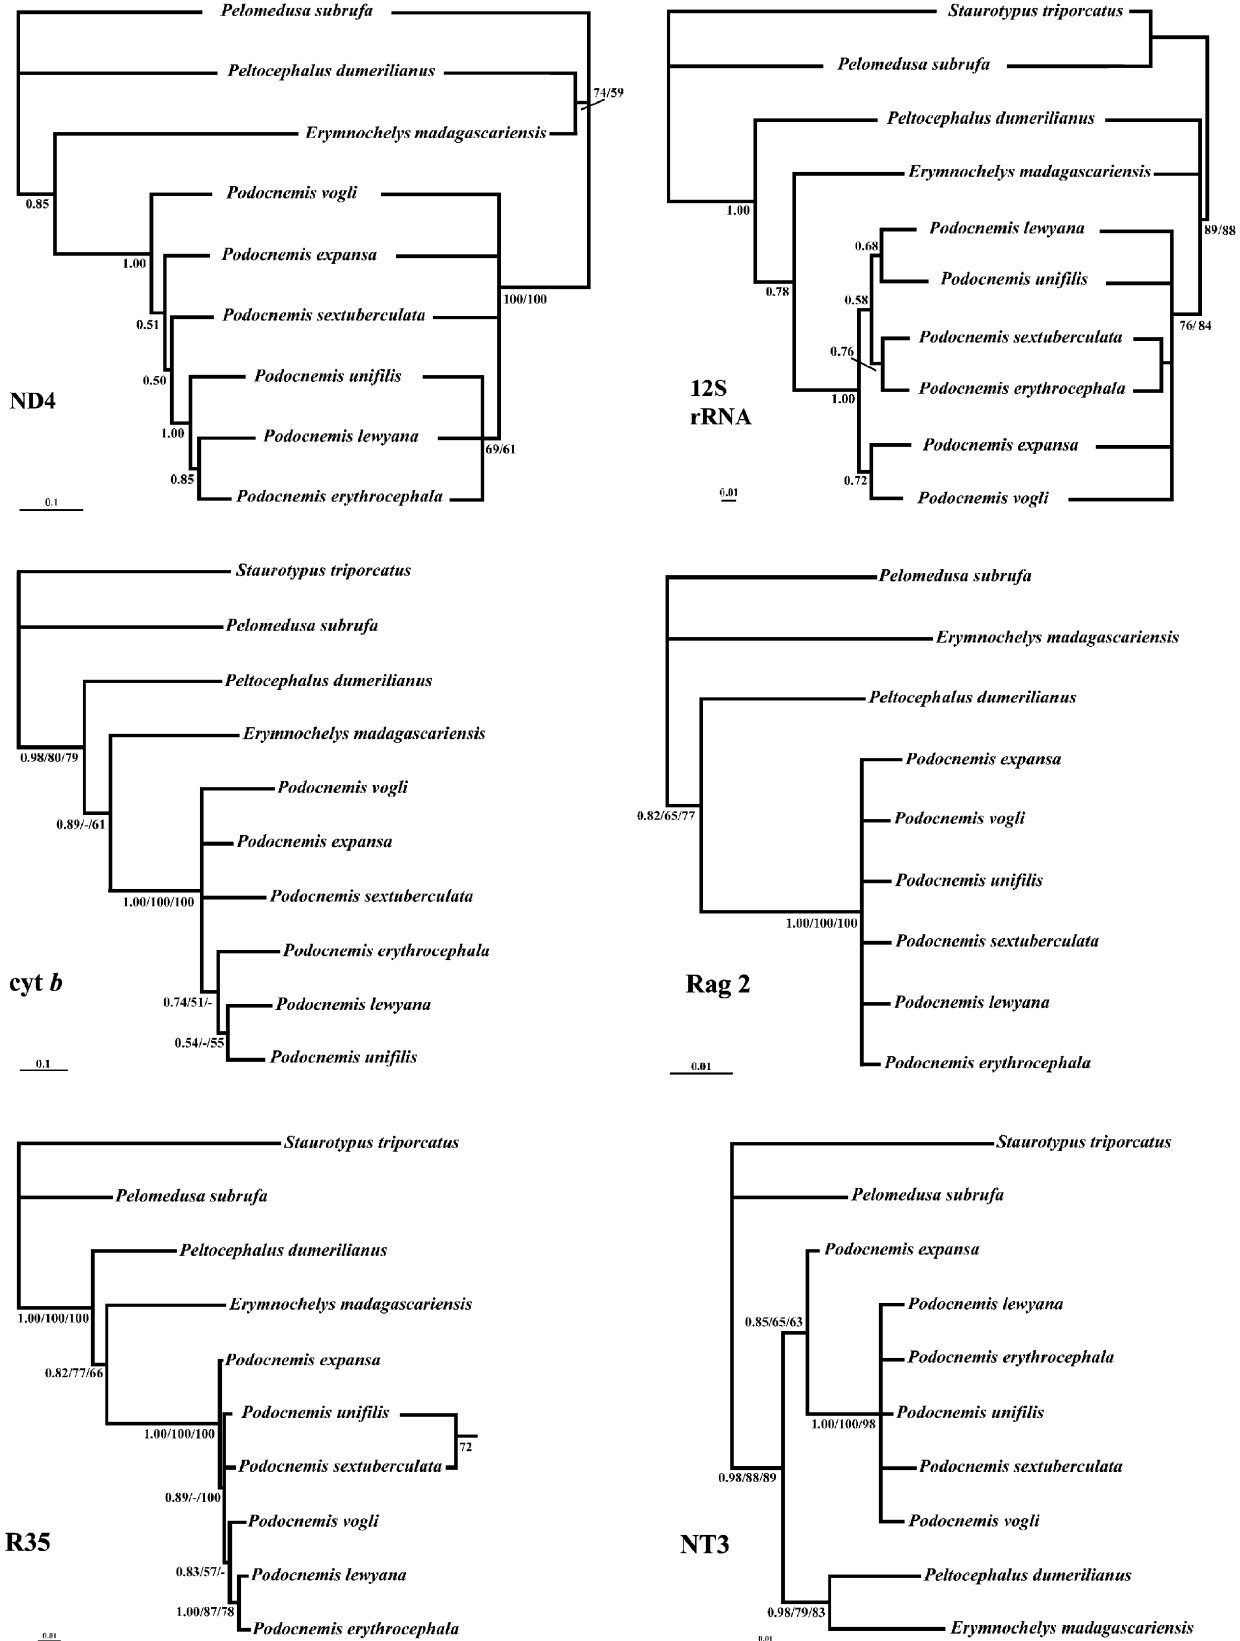 Pelomedusa subrufa
Peltocephalus dumerilianus
74/59
Erymnochelys madagascariensis
Podocnemis vogli
0.85
Podocnemis expansa
1.00
100/100
Podocnemis sextuberculata
0.51
Podocnemis unifilis
0.50
ND4
1.00
Podocnemis lewyana
69/61
0.85
Podocnemis erythrocephala
0.1
Staurotypus triporcatus
Pelomedusa subrufa
Peltocephalus dumerilianus
Erymnochelys madagascariensis
1.00
Podocnemis lewyana
89/88
0.68
Podocnemis unifilis
0.78
0.58
76/84
Podocnemis sextuberculata
0.76
12S
rRNA
Podocnemis erythrocephala
1.00
Podocnemis expansa
0.72
Podocnemis vogli
0.01
Staurotypus triporcatus
Pelomedusa subrufa
Peltocephalus dumerilianus
Erymnochelys madagascariensis
0.98/80/79
Podocnemis vogli
0.89/-/61
Podocnemis expansa
Podocnemis sextuberculata
1.00/100/100
Podocnemis erythrocephala
cyt b
0.74/51/-
Podocnemis lewyana
0.54/-/55
Podocnemis unifilis
0.1
Pelomedusa subrufa
Erymnochelys madagascariensis
Peltocephalus dumerilianus
Podocnemis expansa
0.82/65/77
Podocnemis vogli
Podocnemis unifilis
1.00/100/100
Podocnemis sextuberculata
Rag 2
Podocnemis lewyana
Podocnemis erythrocephala
0.01
Staurotypus triporcatus
Pelomedusa subrufa
Peltocephalus dumerilianus
Erymnochelys madagascariensis
1.00/100/100
Podocnemis expansa
0.82/77/66
Podocnemis unifilis
1.00/100/100
72
Podocnemis sextuberculata
0.89/-/100
Podocnemis vogli
R35
0.83/57/-
Podocnemis lewyana
1.00/87/78
Podocnemis erythrocephala
0.01
Staurotypus triporcatus
Pelomedusa subrufa
Podocnemis expansa
Podocnemis lewyana
0.85/65/63
Podocnemis erythrocephala
Podocnemis unifilis
1.00/100/98
Podocnemis sextuberculata
0.98/88/89
Podocnemis vogli
NT3
Peltocephalus dumerilianus
0.98/79/83
Erymnochelys madagascariensis
0.01